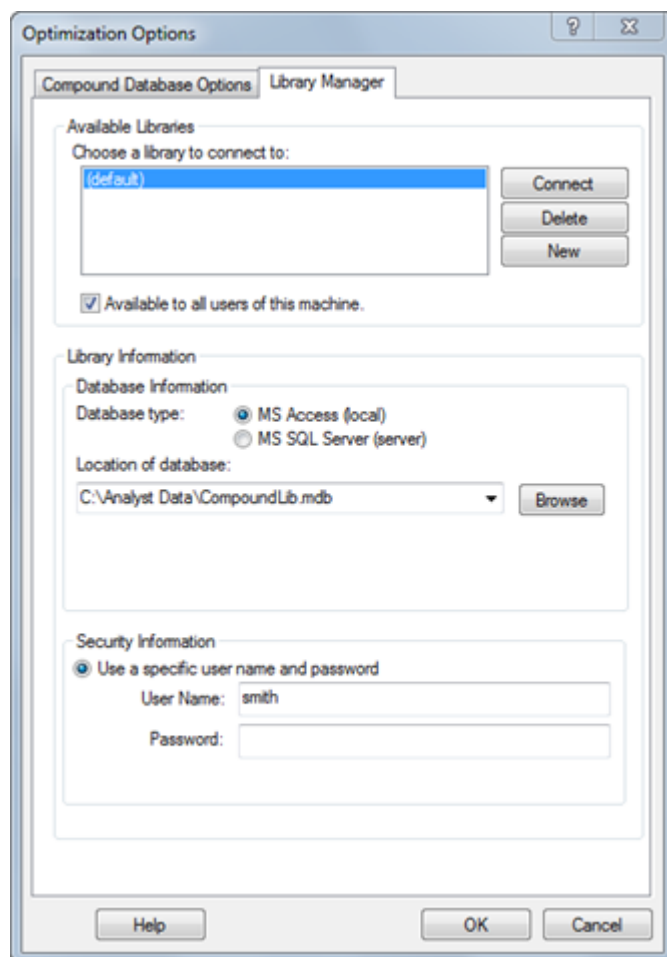 Optimization Options
Compound Database Options
Library Manager
Available Libraries
Choose a library to connect to:
(default)
Connect
Delete
New
Available to all users of this machine.
Library Information
Database Information
Database type:
MS Access (local)
MS SQL Server (server)
Location of database:
C:\Analyst Data\CompoundLib.mdb
Browse
Security Information
Use a specific user name and password
User Name:
smith
Password:
Help
OK
Cancel